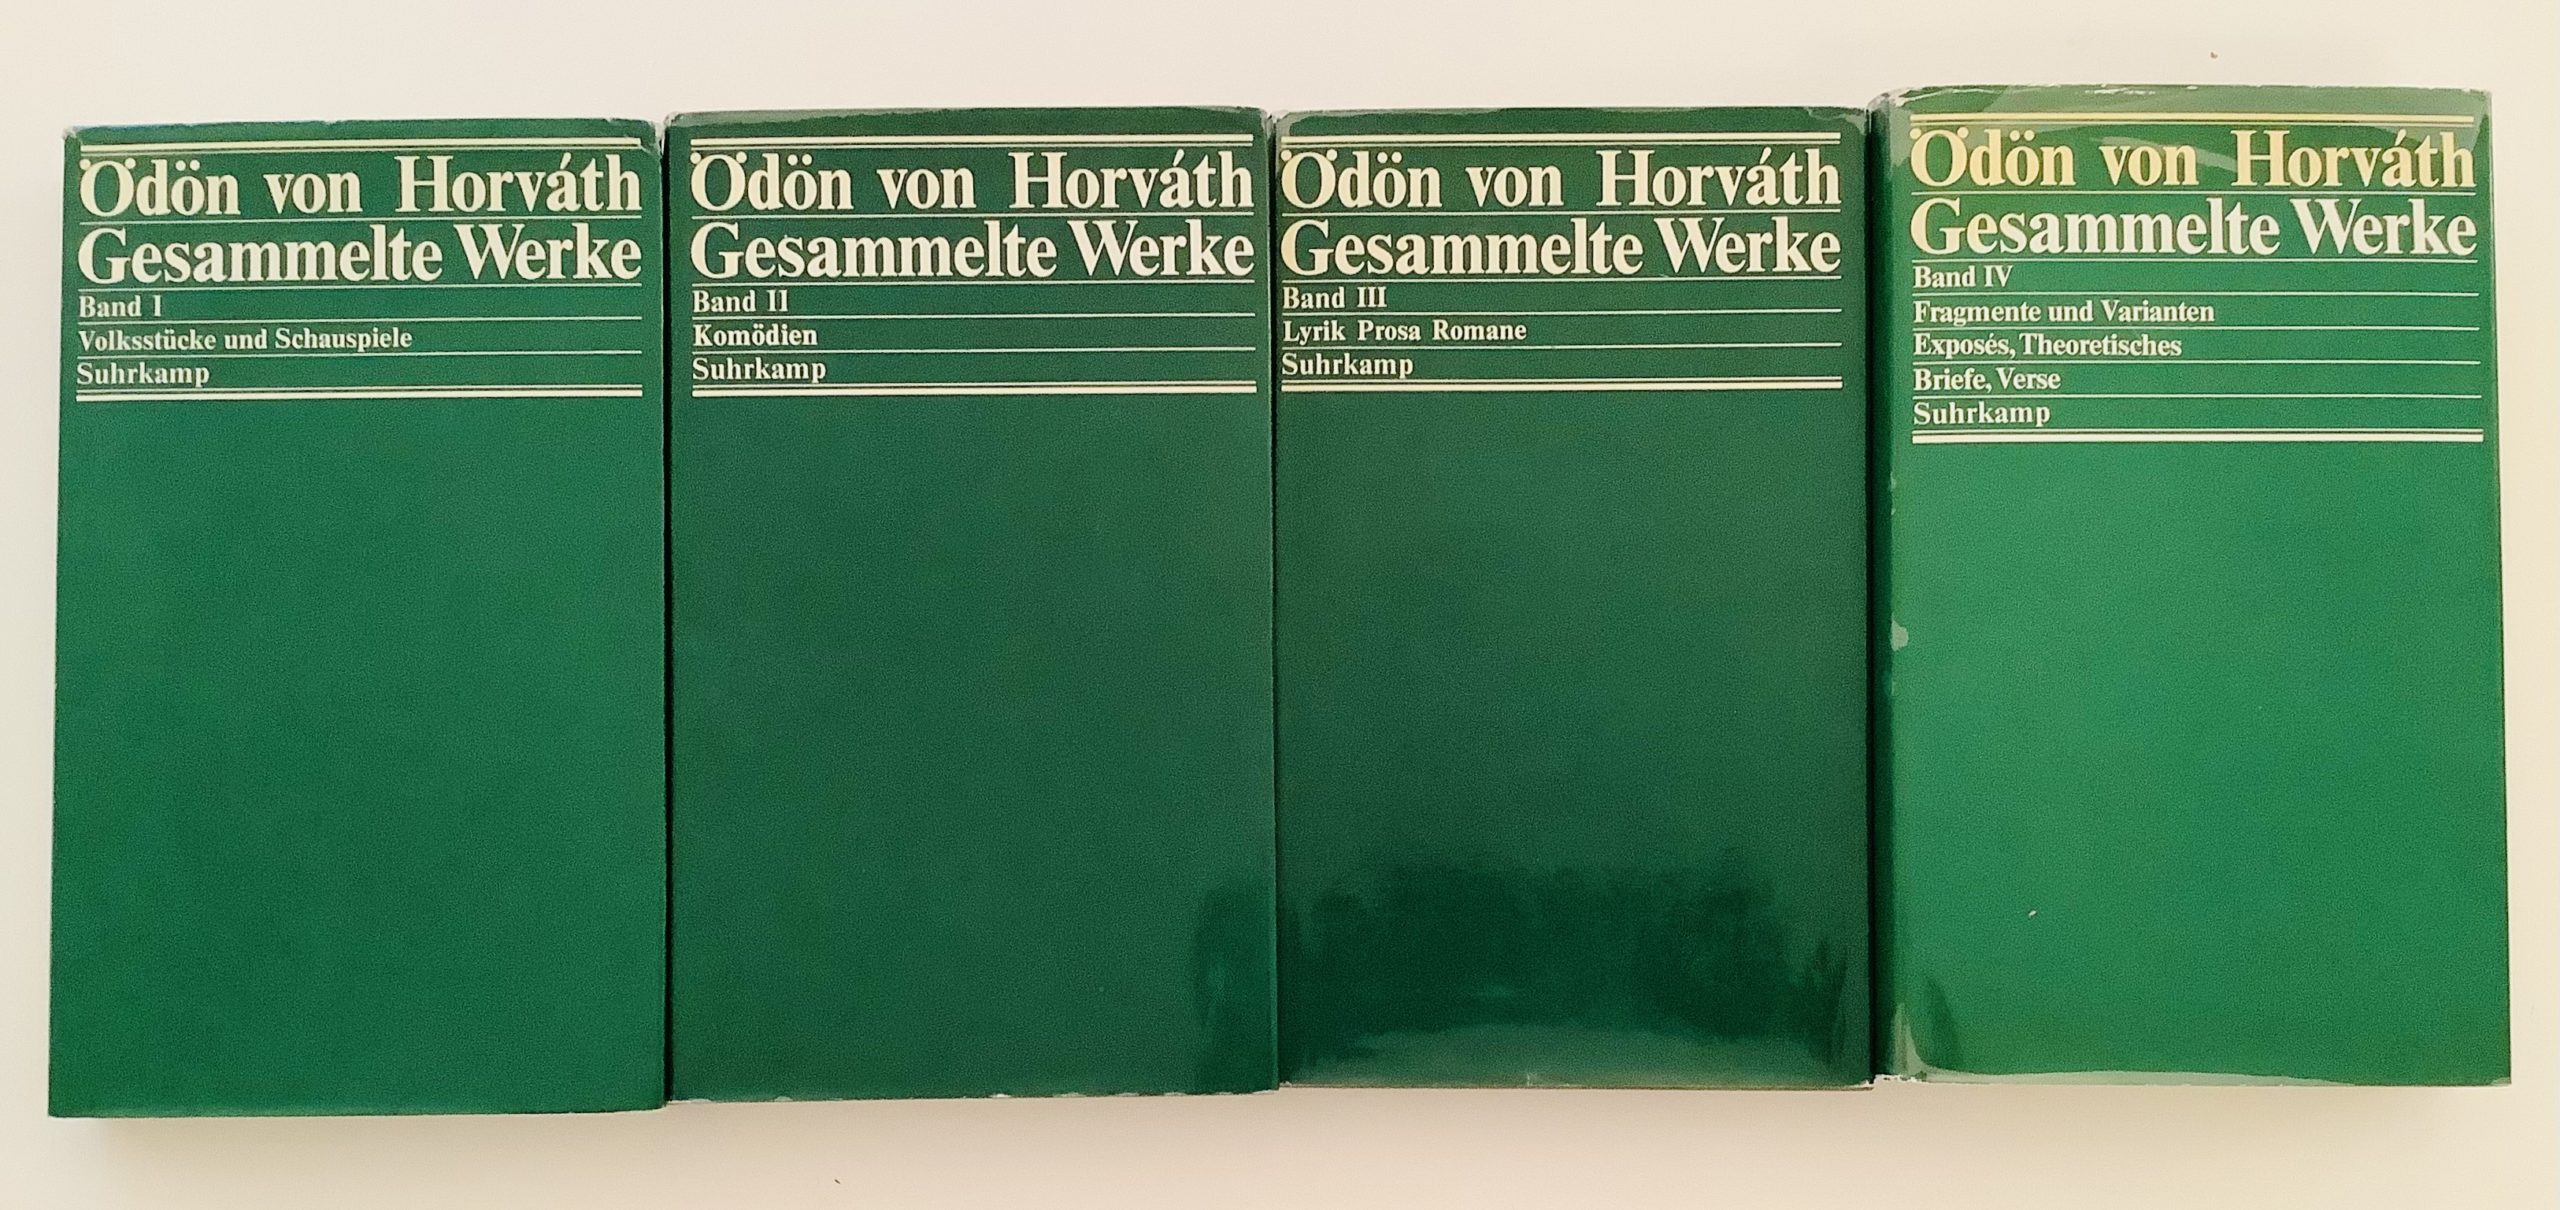 Ödön von Horváth
Gesammelte Werke
Band I
Volksstücke und Schauspiele
Suhrkamp
Ödön von Horváth
Gesammelte Werke
Band II
Komödien
Suhrkamp
Ödön von Horváth
Gesammelte Werke
Band III
Lyrik Prosa Romane
Suhrkamp
Ödön von Horváth
Gesammelte Werke
Band IV
Fragmente und Varianten
Exposés, Theoretisches
Briefe, Verse
Suhrkamp